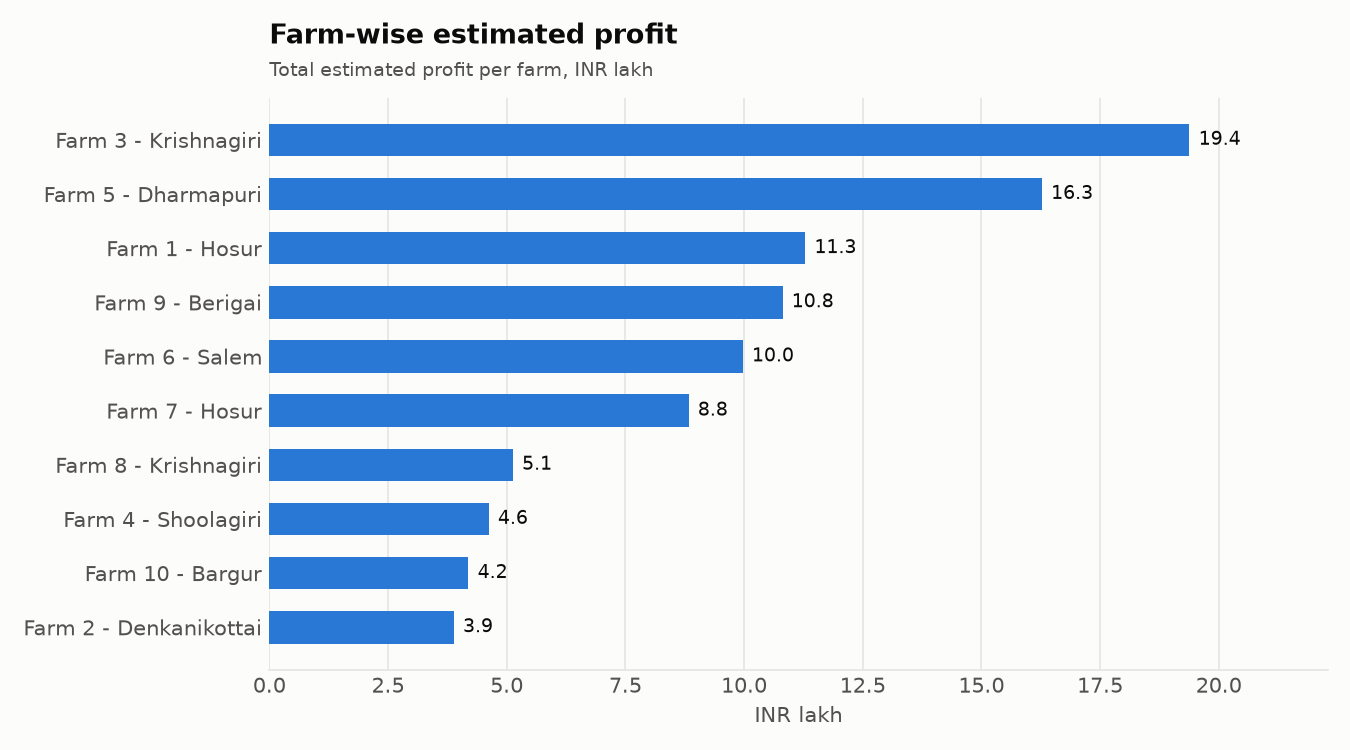 Farm-wise estimated profit
Total estimated profit per farm, INR lakh
Farm 3 - Krishnagiri 19.4
Farm 5 - Dharmapuri 16.3
Farm 1 - Hosur 11.3
Farm 9 - Berigai 10.8
Farm 6 - Salem 10.0
Farm 7 - Hosur 8.8
Farm 8 - Krishnagiri 5.1
Farm 4 - Shoolagiri 4.6
Farm 10 - Bargur 4.2
Farm 2 - Denkanikottai 3.9
0.0 2.5 5.0 7.5 10.0 12.5 15.0 17.5 20.0
INR lakh